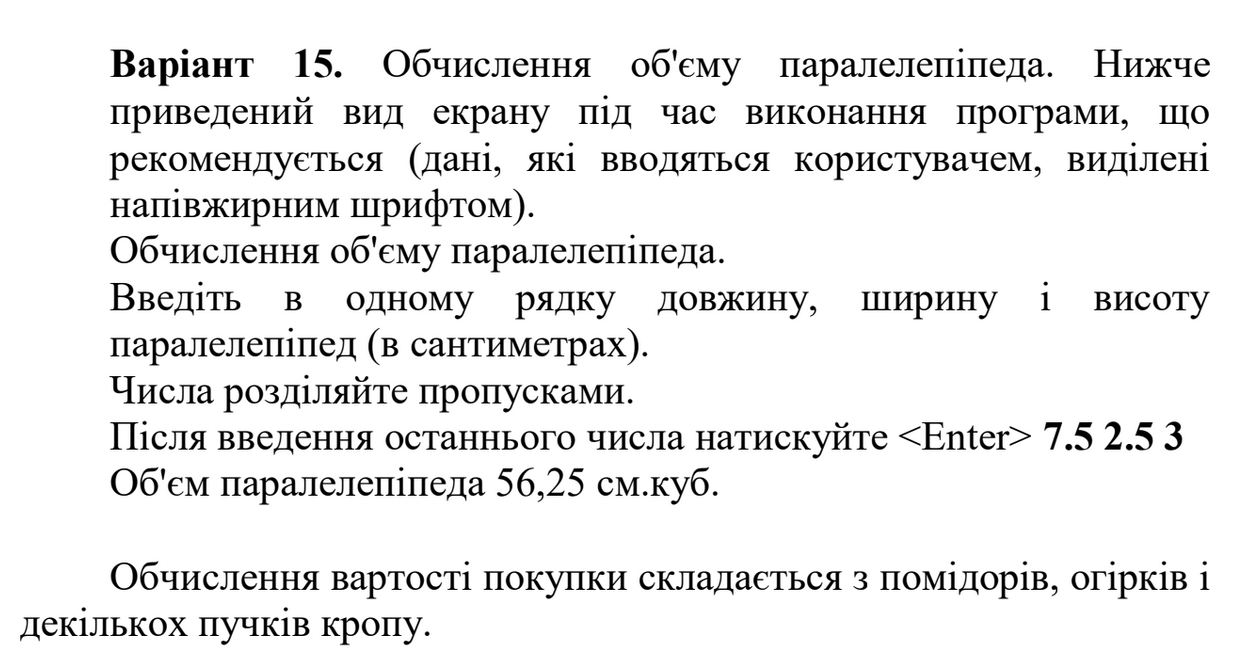 Варіант 15. Обчислення об'єму паралелепіпеда. Нижче
приведений вид екрану під час виконання програми, що
рекомендується (дані, які вводяться користувачем, виділені
напівжирним шрифтом).
Обчислення об'єму паралелепіпеда.
Введіть в одному рядку довжину, ширину і висоту
паралелепіпед (в сантиметрах).
Числа розділяйте пропусками.
Після введення останнього числа натискуйте <Enter> 7.5 2.5 3
Об'єм паралелепіпеда 56,25 см.куб.
Обчислення вартості покупки складається з помідорів, огірків і
декількох пучків кропу.